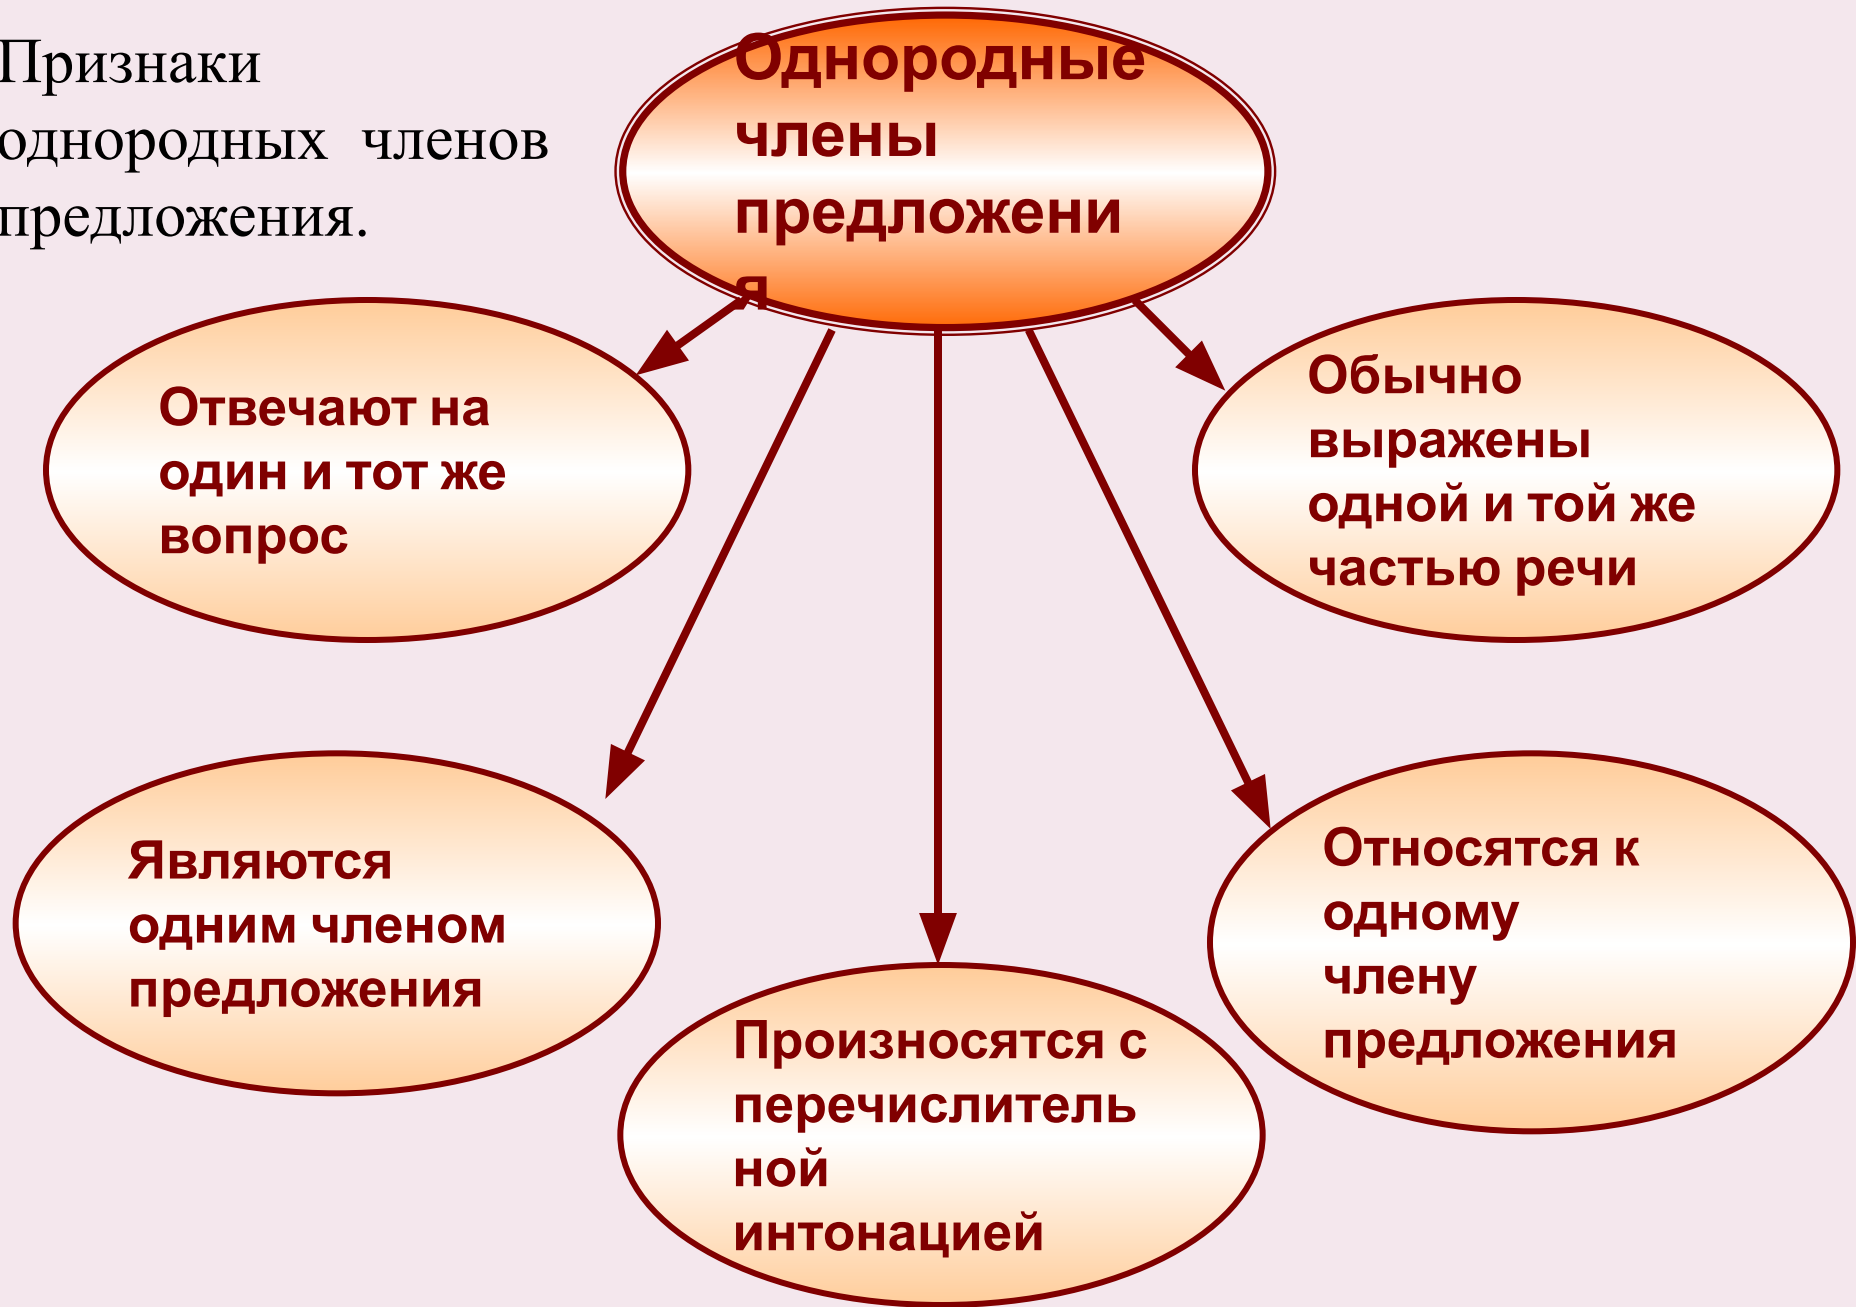 Признаки
однородных членов
предложения.
Однородные
члены
предложени
я
Отвечают на
один и тот же
вопрос
Обычно
выражены
одной и той же
частью речи
Являются
одним членом
предложения
Произносятся с
перечислитель
ной
интонацией
Относятся к
одному
члену
предложения